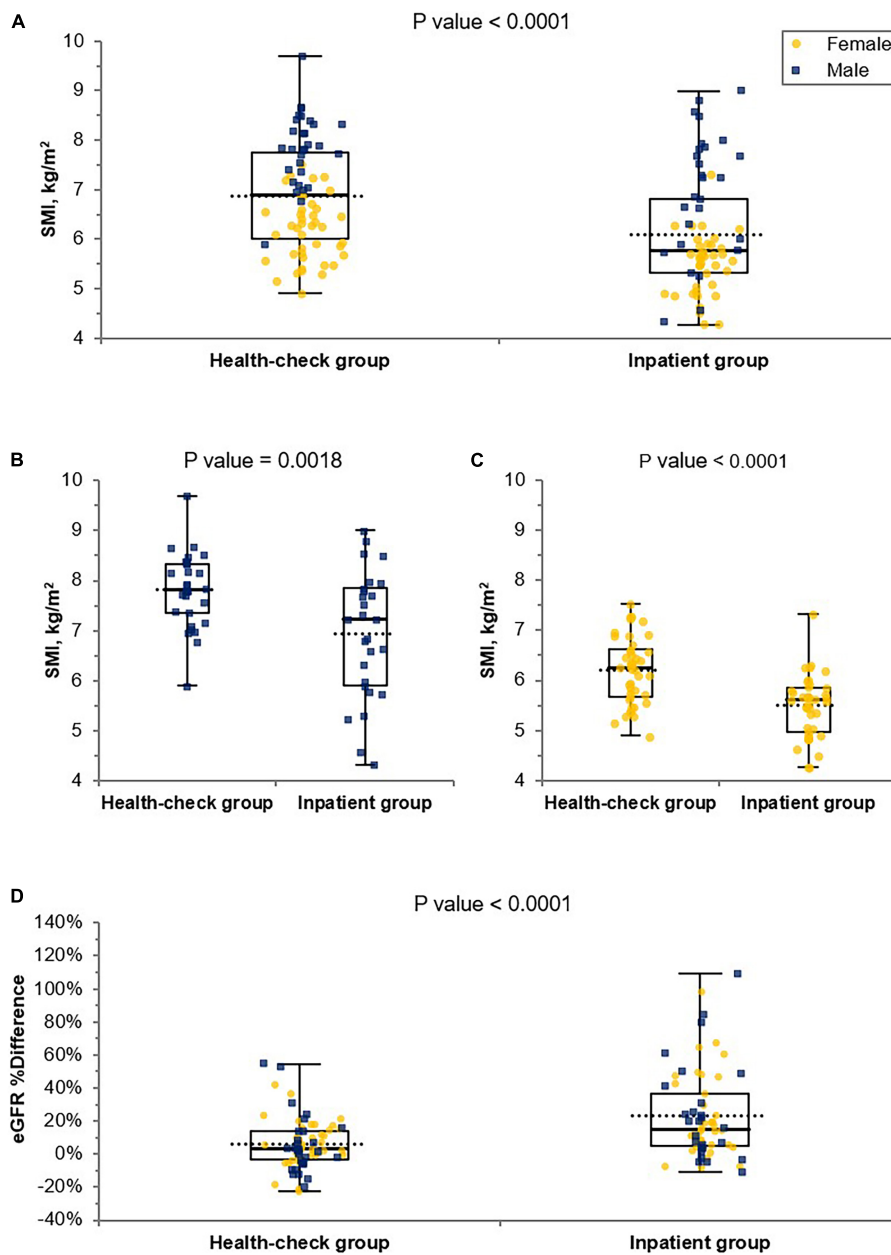 A
P value < 0.0001
Female
Male
10
9
8
7
6
5
4
SMI, kg/m²
Health-check group
Inpatient group
B
P value = 0.0018
10
9
8
7
6
5
4
SMI, kg/m²
Health-check group
Inpatient group
C
P value < 0.0001
10
9
8
7
6
5
4
SMI, kg/m²
Health-check group
Inpatient group
D
P value < 0.0001
140%
120%
100%
80%
60%
40%
20%
0%
-20%
-40%
eGFR %Difference
Health-check group
Inpatient group